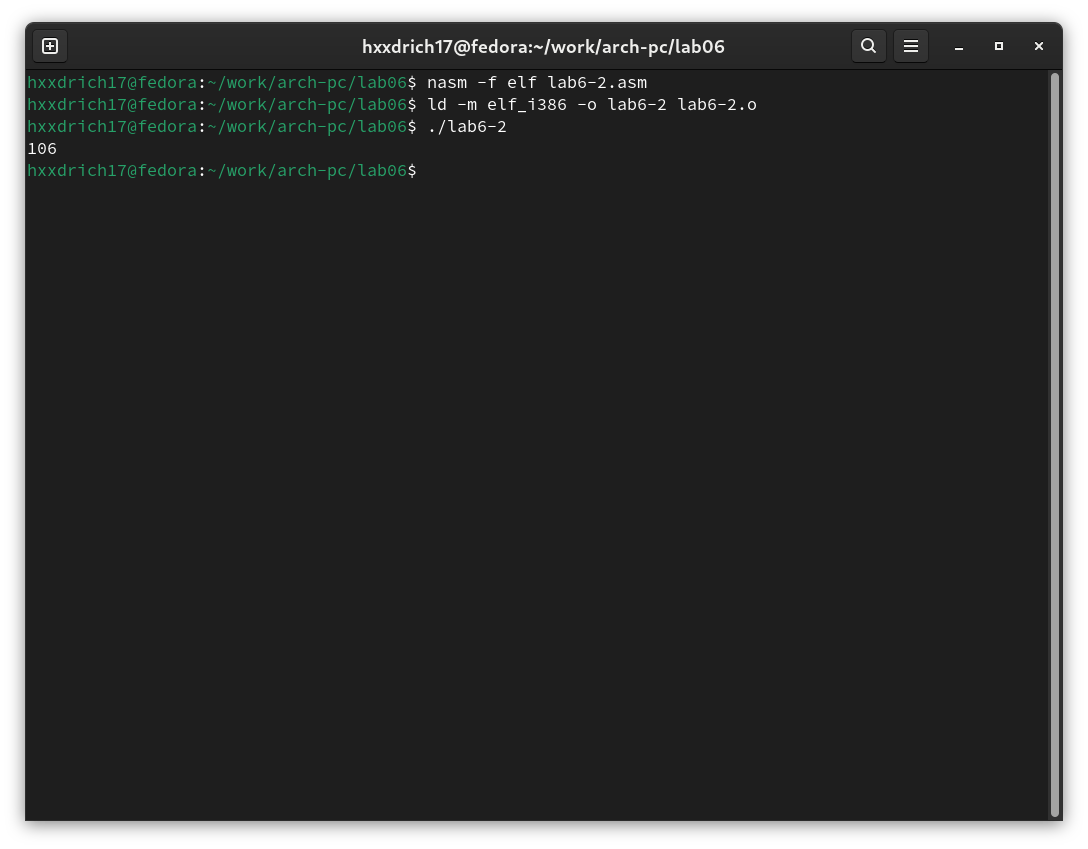 hxxdrich17@fedora:~/work/arch-pc/lab06
hxxdrich17@fedora:~/work/arch-pc/lab06$ nasm -f elf lab6-2.asm
hxxdrich17@fedora:~/work/arch-pc/lab06$ ld -m elf_i386 -o lab6-2 lab6-2.o
hxxdrich17@fedora:~/work/arch-pc/lab06$ ./lab6-2
106
hxxdrich17@fedora:~/work/arch-pc/lab06$